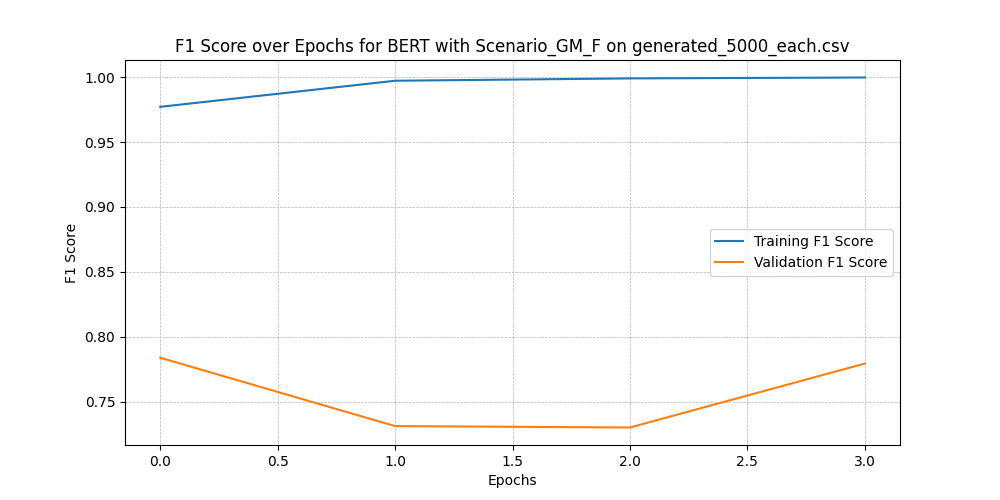 F1 Score over Epochs for BERT with Scenario_GM_F on generated_5000_each.csv
1.00
0.95
0.90
0.85
0.80
0.75
F1 Score
Training F1 Score
Validation F1 Score
0.0 0.5 1.0 1.5 2.0 2.5 3.0
Epochs